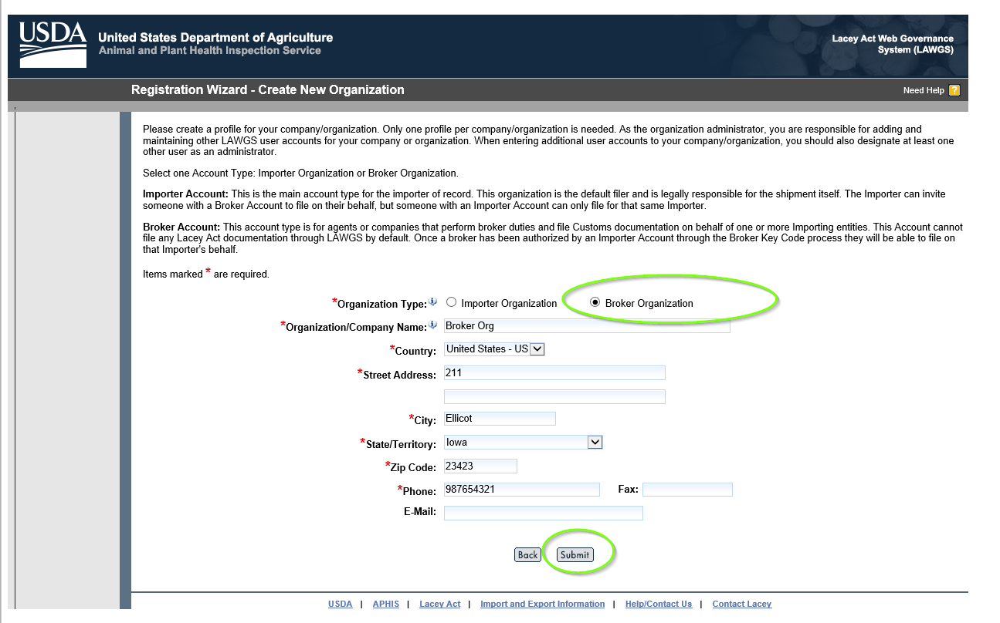 USDA
United States Department of Agriculture
Animal and Plant Health Inspection Service
Lacey Act Web Governance
System (LAWGS)
Registration Wizard - Create New Organization
Need Help ?
Please create a profile for your company/organization. Only one profile per company/organization is needed. As the organization administrator, you are responsible for adding and
maintaining other LAWGS user accounts for your company or organization. When entering additional user accounts to your company/organization, you should also designate at least one
other user as an administrator.
Select one Account Type: Importer Organization or Broker Organization.
Importer Account: This is the main account type for the importer of record. This organization is the default filer and is legally responsible for the shipment itself. The Importer can invite
someone with a Broker Account to file on their behalf, but someone with an Importer Account can only file for that same Importer.
Broker Account: This account type is for agents or companies that perform broker duties and file Customs documentation on behalf of one or more Importing entities. This Account cannot
file any Lacey Act documentation through LAWGS by default. Once a broker has been authorized by an Importer Account through the Broker Key Code process they will be able to file on
that Importer's behalf.
Items marked * are required.
*Organization Type: Importer Organization Broker Organization
*Organization/Company Name: Broker Org
*Country: United States - US
*Street Address: 211
*City: Ellicot
*State/Territory: Iowa
*Zip Code: 23423
*Phone: 987654321 Fax:
E-Mail:
Back Submit
USDA | APHIS | Lacey Act | Import and Export Information | Help/Contact Us | Contact Lacey